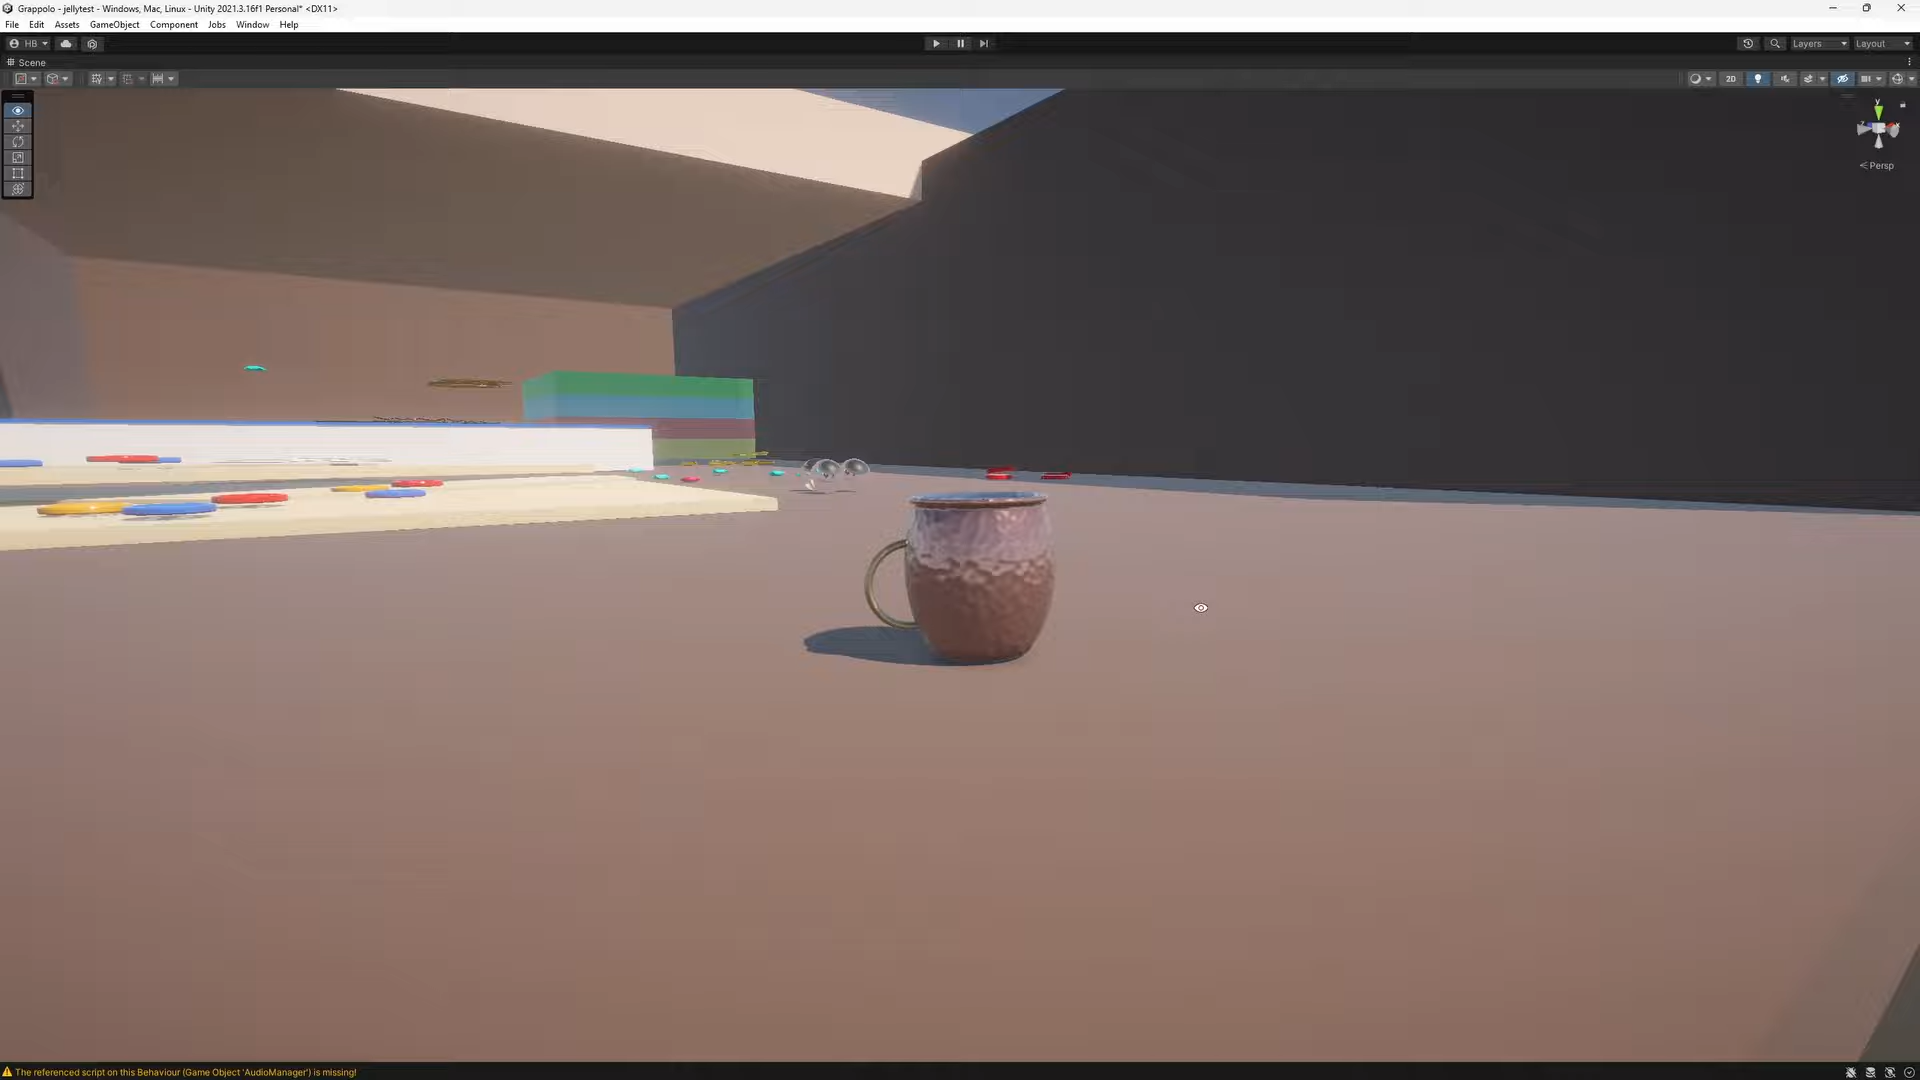 Grappolo - jellytest - Windows, Mac, Linux - Unity 2021.3.16f1 Personal* <DX11>
File Edit Assets GameObject Component Jobs Window Help
HB Layers Layout
Scene
2D
y
Persp
The referenced script on this Behaviour (Game Object 'AudioManager') is missing!